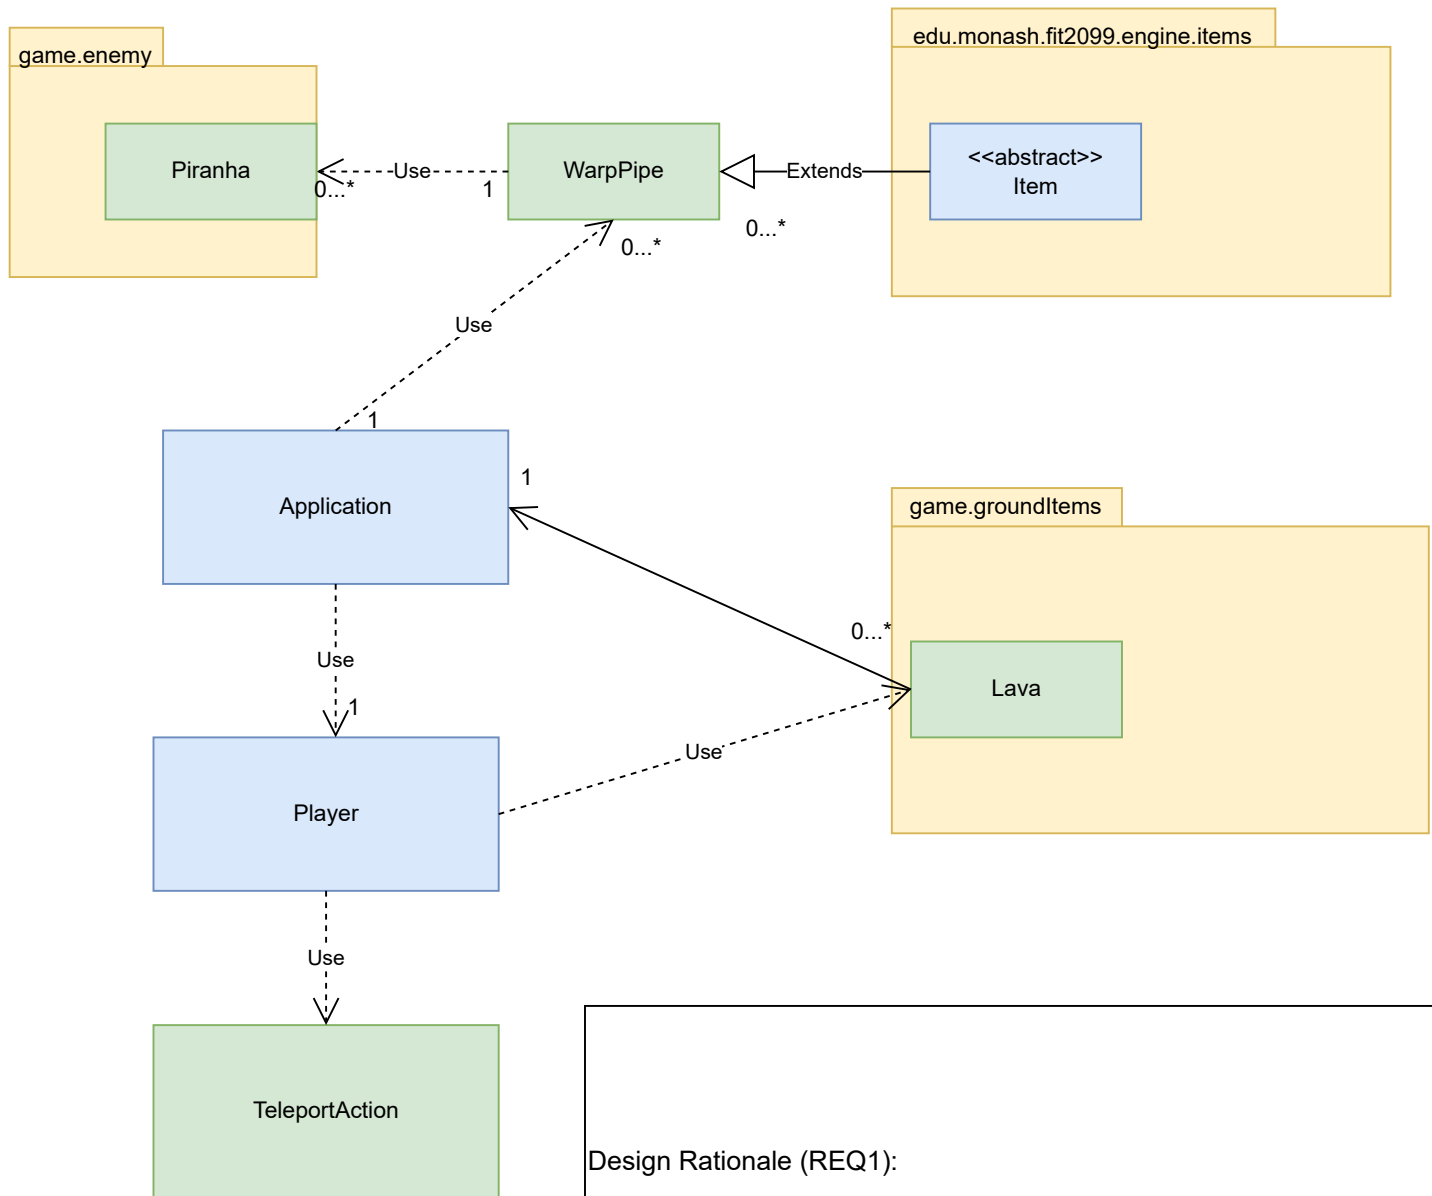 game.enemy
edu.monash.fit2099.engine.items
Piranha
0...*
Use
1
WarpPipe
Extends
<<abstract>>
Item
0...*
0...*
Use
1
Application
1
game.groundItems
0...*
Lava
Use
1
Use
Player
Use
TeleportAction
Design Rationale (REQ1):